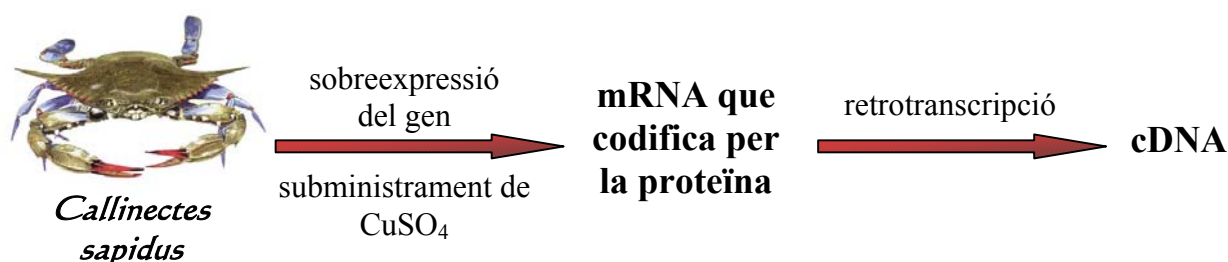 Callinectes
sapidus
sobreexpressió
del gen
subministrament de
CuSO₄
mRNA que
codifica per
la proteïna
retrotranscripció
cDNA